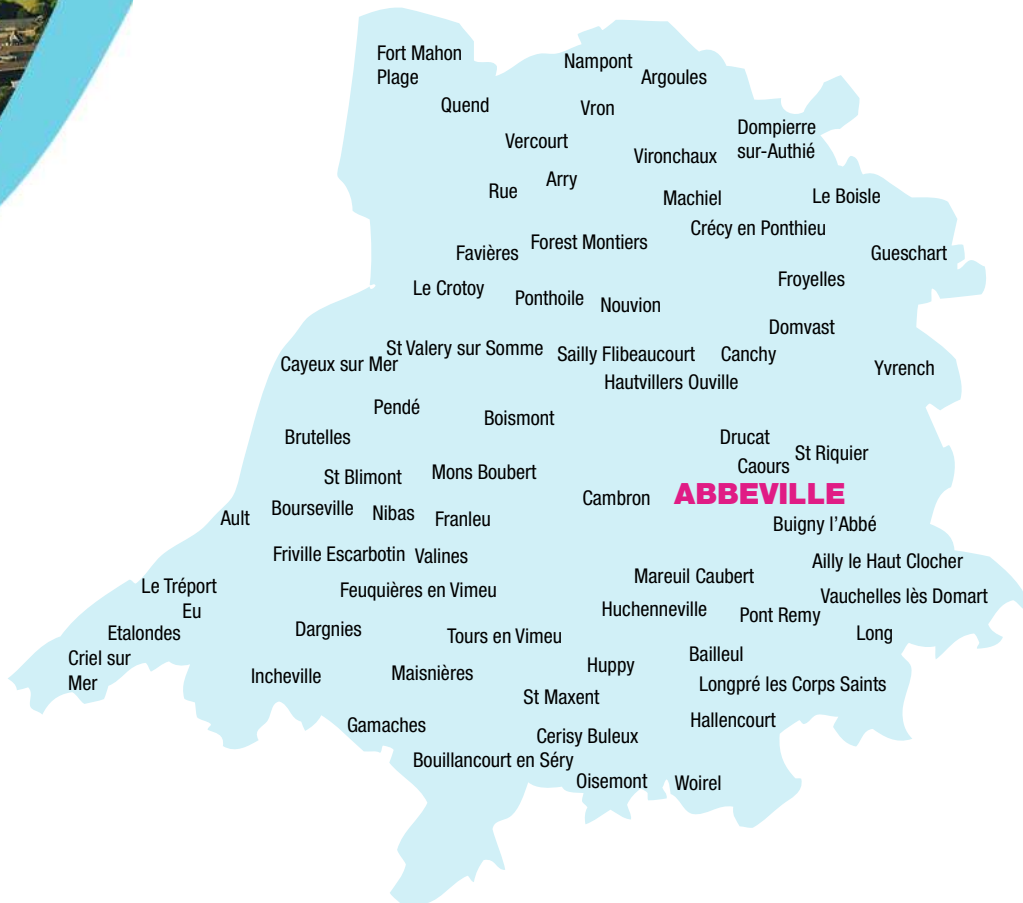 Fort Mahon
Plage
Nampont
Argoules
Quend
Vron
Dompierre
sur-Authié
Vercourt
Vironchaux
Arry
Rue
Machiel
Le Boisle
Crécy en Ponthieu
Forest Montiers
Favières
Gueschart
Froyelles
Le Crotoy
Ponthoile
Nouvion
Domvast
St Valery sur Somme
Sailly Flibeaucourt
Canchy
Cayeux sur Mer
Yvrench
Hautvillers Ouville
Pendé
Boismont
Brutelles
Drucat
St Riquier
Caours
St Blimont
Mons Boubert
Cambron
ABBEVILLE
Bourseville
Nibas
Franleu
Ault
Buigny l'Abbé
Friville Escarbotin
Valines
Ailly le Haut Clocher
Mareuil Caubert
Le Tréport
Feuquières en Vimeu
Vauchelles lès Domart
Eu
Huchenneville
Pont Remy
Etalondes
Dargnies
Tours en Vimeu
Long
Criel sur
Mer
Bailleul
Huppy
Incheville
Maisnières
Longpré les Corps Saints
St Maxent
Hallencourt
Gamaches
Cerisy Buleux
Bouillancourt en Séry
Oisemont
Woirel